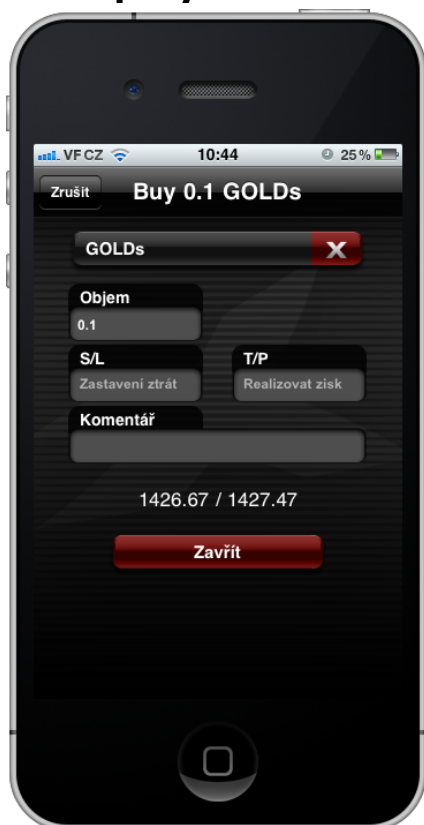 VF CZ 10:44 25 %
Zrušit Buy 0.1 GOLDs
GOLDs X
Objem
0.1
S/L T/P
Zastavení ztrát Realizovat zisk
Komentář
1426.67 / 1427.47
Zavřít